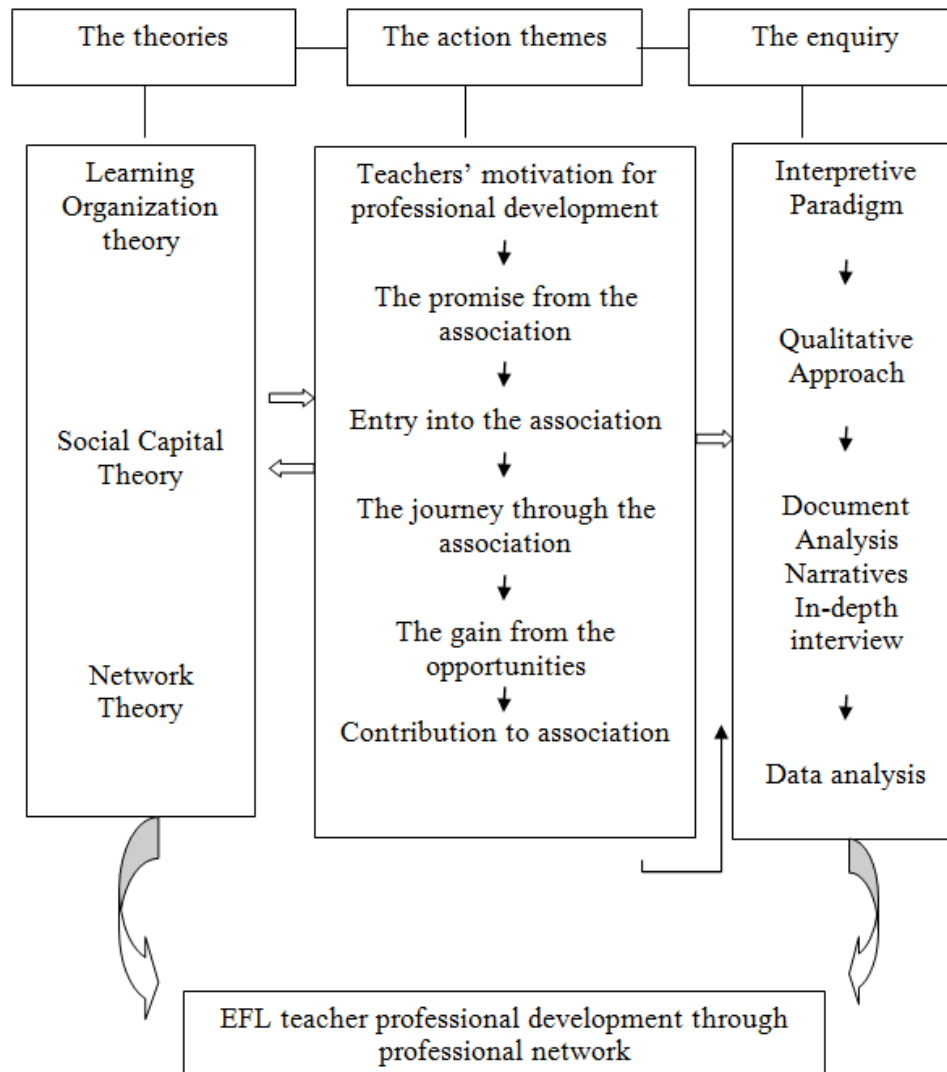 The theories
The action themes
The enquiry
Learning
Organization
theory
Social Capital
Theory
Network
Theory
Teachers’ motivation for
professional development
The promise from the
association
Entry into the association
The journey through the
association
The gain from the
opportunities
Contribution to association
Interpretive
Paradigm
Qualitative
Approach
Document
Analysis
Narratives
In-depth
interview
Data analysis
EFL teacher professional development through
professional network